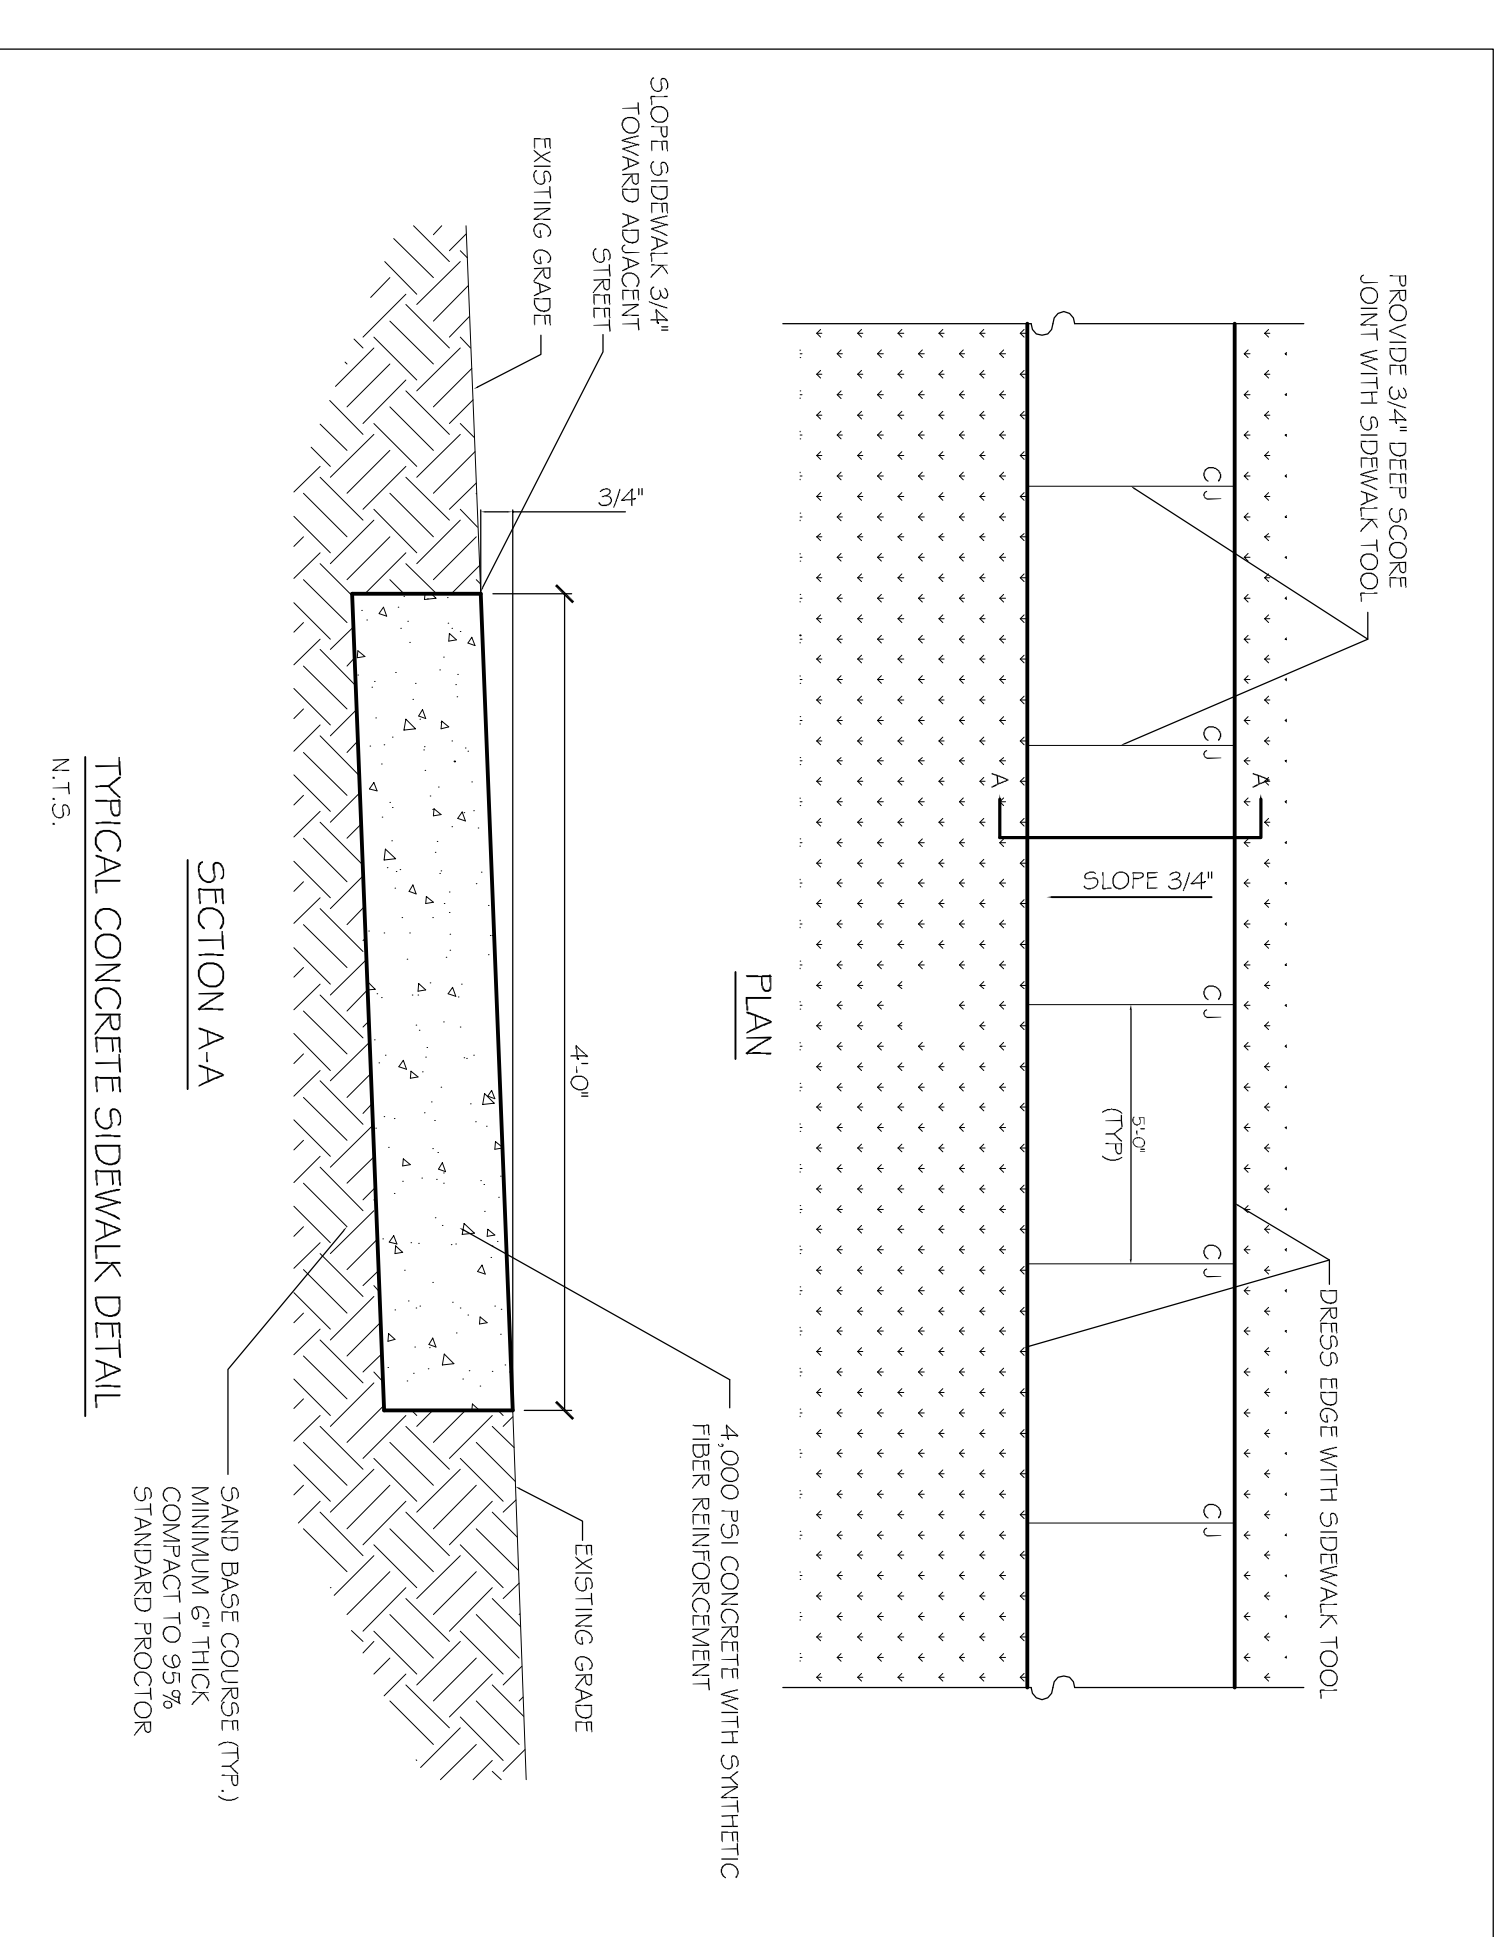 PROVIDE 3/4" DEEP SCORE
JOINT WITH SIDEWALK TOOL
DRESS EDGE WITH SIDEWALK TOOL
CJ
CJ
CJ
CJ
CJ
A
A
SLOPE 3/4"
5'-0"
(TYP)
PLAN
SLOPE SIDEWALK 3/4"
TOWARD ADJACENT
STREET
EXISTING GRADE
3/4"
4'-0"
4,000 PSI CONCRETE WITH SYNTHETIC
FIBER REINFORCEMENT
EXISTING GRADE
SAND BASE COURSE (TYP.)
MINIMUM 6" THICK
COMPACT TO 95%
STANDARD PROCTOR
SECTION A-A
TYPICAL CONCRETE SIDEWALK DETAIL
N.T.S.